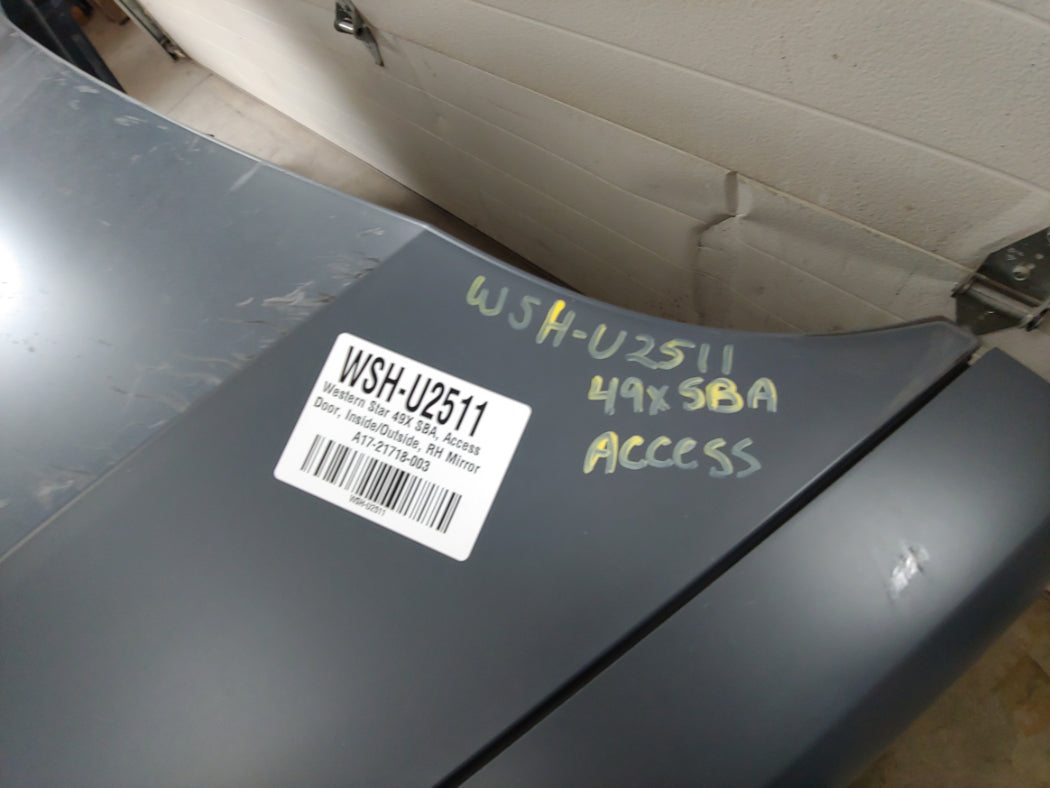 WSH-U2511
Western Star 49X SBA, Access
Door, Inside/Outside, RH Mirror
A17-21718-003
WSH-U2511
WSH-U2511
49x SBA
ACCESS